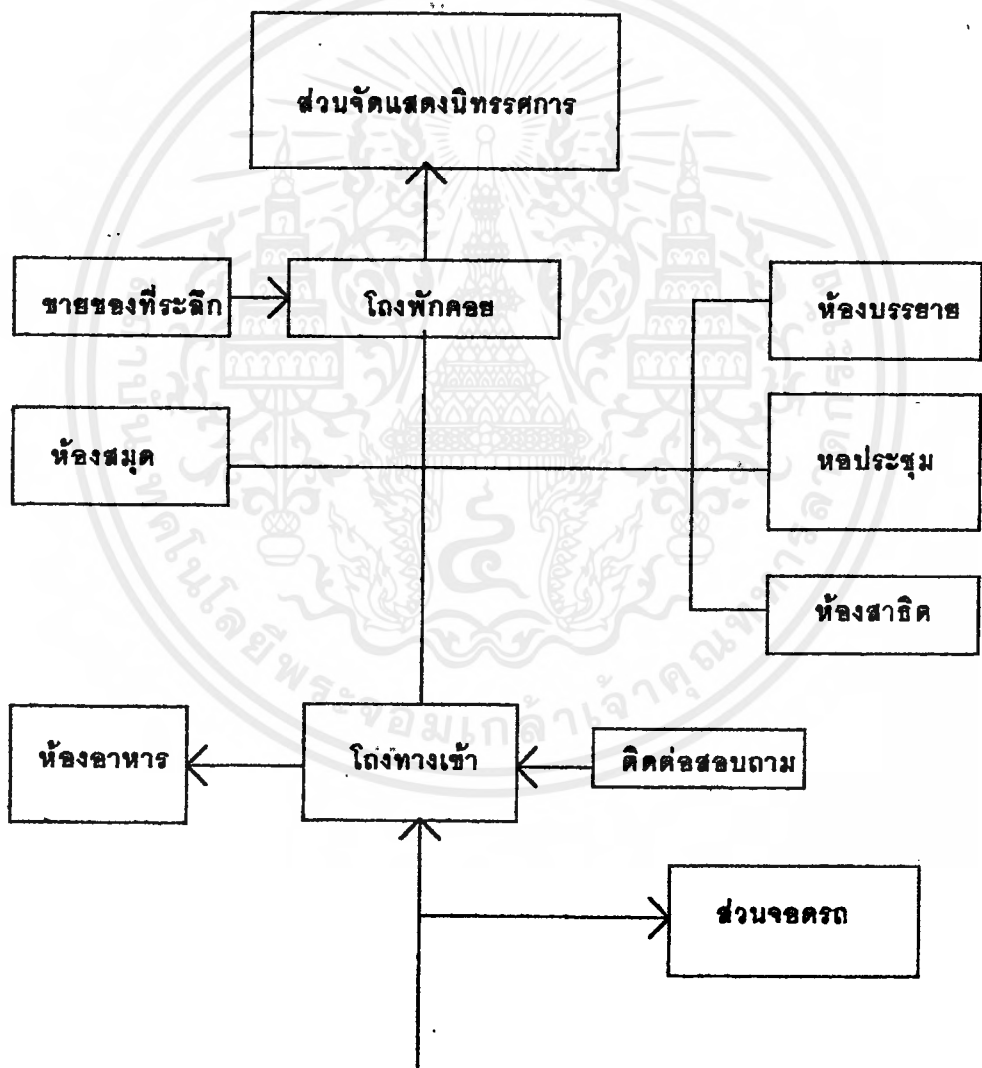 ส่วนจัดแสดงนิทรรศการ
ขายของที่ระลึก
โถงพักคอย
ห้องบรรยาย
ห้องสมุด
หอประชุม
ห้องสาธิต
ห้องอาหาร
โถงทางเข้า
ติดต่อสอบถาม
ส่วนจอดรถ